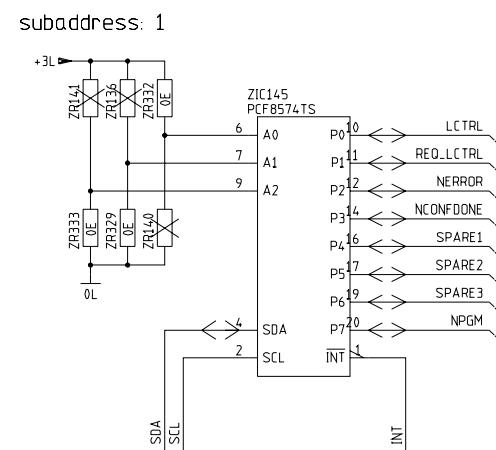 subaddress: 1
+3L
ZR141
ZR136
ZR332
0E
ZIC145
PCF8574TS
6 A0
7 A1
9 A2
P0 10 LCTRL
P1 11 REQ_LCTRL
P2 12 NERROR
P3 14 NCONFDONE
P4 16 SPARE1
P5 17 SPARE2
P6 19 SPARE3
P7 20 NPGM
ZR333
0E
ZR329
0E
ZR140
0L
4 SDA
2 SCL
INT 1
SDA
SCL
INT